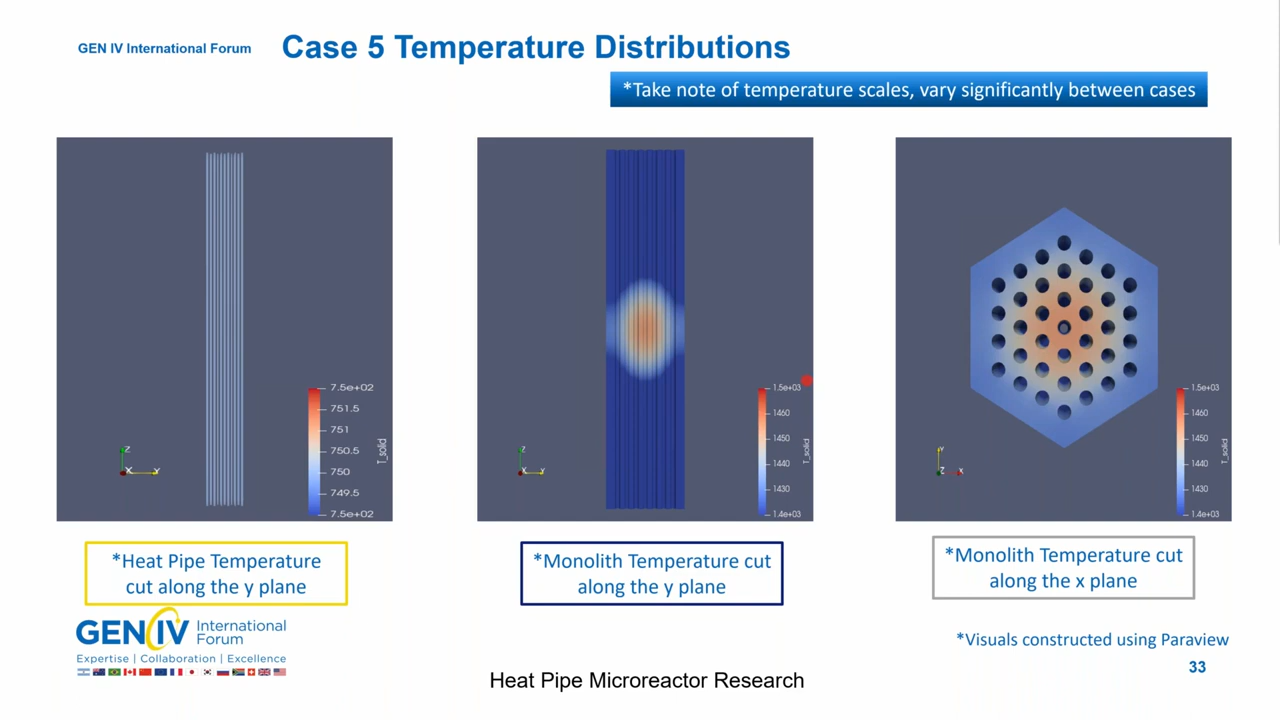 GEN IV International Forum
Case 5 Temperature Distributions
*Take note of temperature scales, vary significantly between cases
7.5e+02
751.5
751
750.5
750
749.5
7.5e+02
T_solid
Z
X
Y
1.5e+03
1460
1450
1440
1430
1.4e+03
T_solid
Z
X
Y
1.5e+03
1460
1450
1440
1430
1.4e+03
T_solid
Y
Z
X
*Heat Pipe Temperature
cut along the y plane
*Monolith Temperature cut
along the y plane
*Monolith Temperature cut
along the x plane
GEN IV International
Forum
Expertise | Collaboration | Excellence
*Visuals constructed using Paraview
33
Heat Pipe Microreactor Research